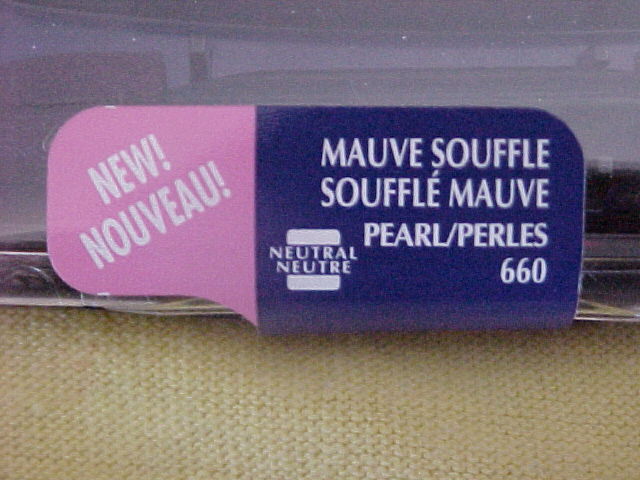 NEW!
NOUVEAU!
MAUVE SOUFFLE
SOUFFLÉ MAUVE
PEARL/PERLES
660
NEUTRAL
NEUTRE